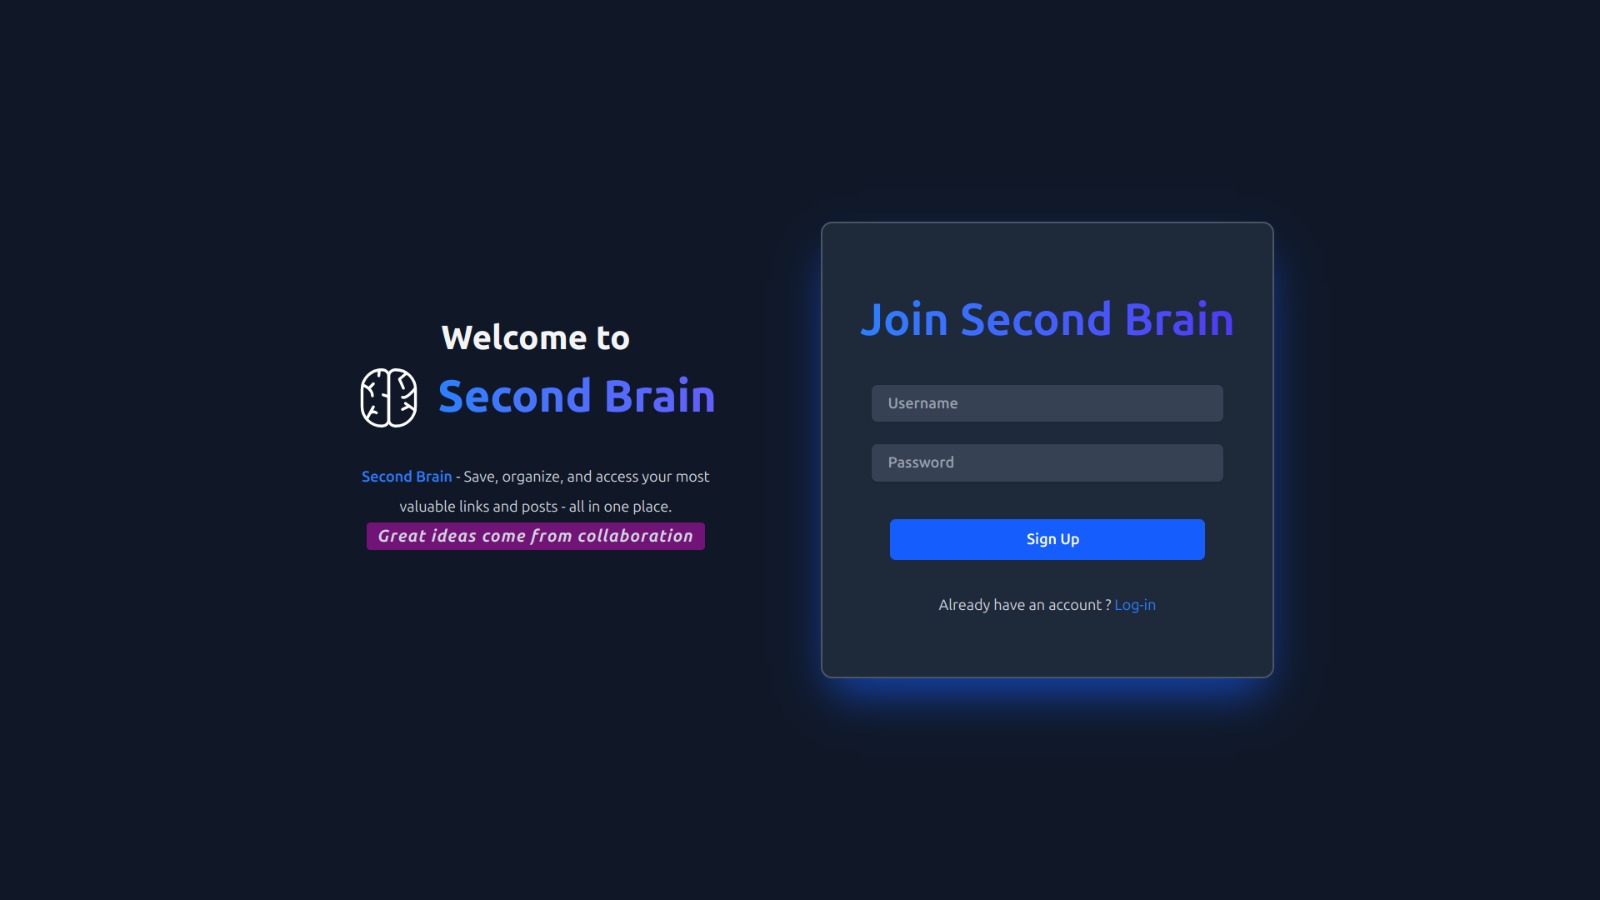 Welcome to
Second Brain
Second Brain - Save, organize, and access your most
valuable links and posts - all in one place.
Great ideas come from collaboration
Join Second Brain
Username
Password
Sign Up
Already have an account ? Log-in